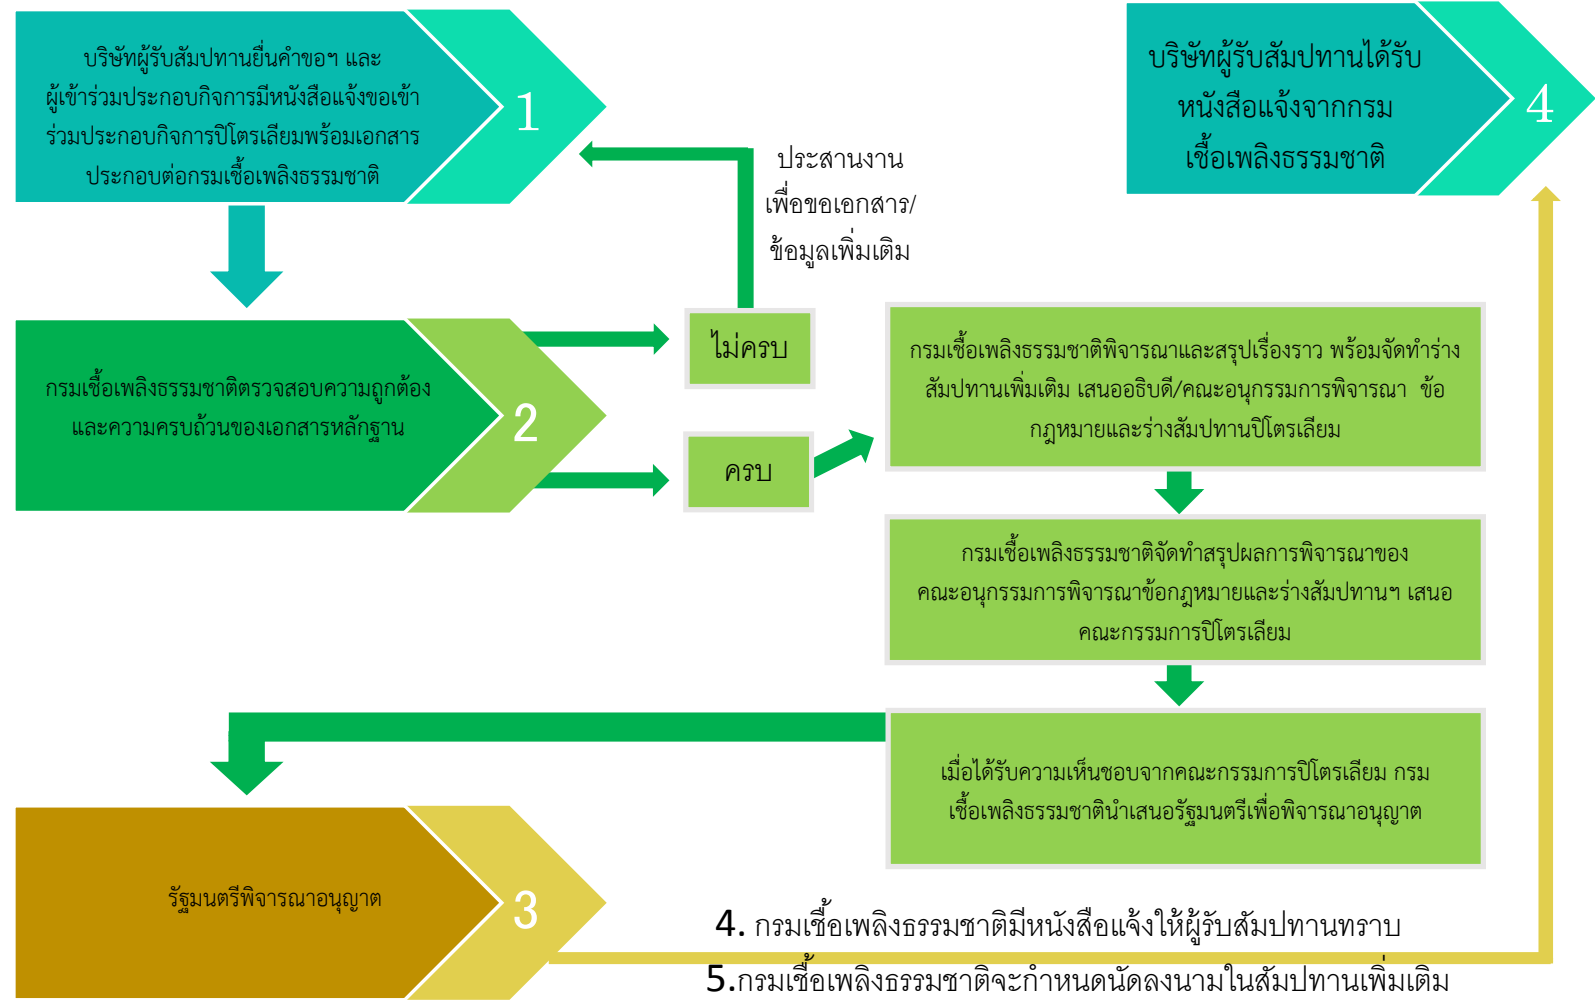 บริษัทผู้รับสัมปทานยื่นคำขอฯ และ
ผู้เข้าร่วมประกอบกิจการมีหนังสือแจ้งขอเข้า
ร่วมประกอบกิจการปิโตรเลียมพร้อมเอกสาร
ประกอบต่อกรมเชื้อเพลิงธรรมชาติ
1
ประสานงาน
เพื่อขอเอกสาร/
ข้อมูลเพิ่มเติม
กรมเชื้อเพลิงธรรมชาติตรวจสอบความถูกต้อง
และความครบถ้วนของเอกสารหลักฐาน
2
ไม่ครบ
ครบ
กรมเชื้อเพลิงธรรมชาติพิจารณาและสรุปเรื่องราว พร้อมจัดทำร่าง
สัมปทานเพิ่มเติม เสนออธิบดี/คณะอนุกรรมการพิจารณา ข้อ
กฎหมายและร่างสัมปทานปิโตรเลียม
กรมเชื้อเพลิงธรรมชาติจัดทำสรุปผลการพิจารณาของ
คณะอนุกรรมการพิจารณาข้อกฎหมายและร่างสัมปทานฯ เสนอ
คณะกรรมการปิโตรเลียม
เมื่อได้รับความเห็นชอบจากคณะกรรมการปิโตรเลียม กรม
เชื้อเพลิงธรรมชาตินำเสนอรัฐมนตรีเพื่อพิจารณาอนุญาต
รัฐมนตรีพิจารณาอนุญาต
3
4. กรมเชื้อเพลิงธรรมชาติมีหนังสือแจ้งให้ผู้รับสัมปทานทราบ
5.กรมเชื้อเพลิงธรรมชาติจะกำหนดนัดลงนามในสัมปทานเพิ่มเติม
บริษัทผู้รับสัมปทานได้รับ
หนังสือแจ้งจากกรม
เชื้อเพลิงธรรมชาติ
4